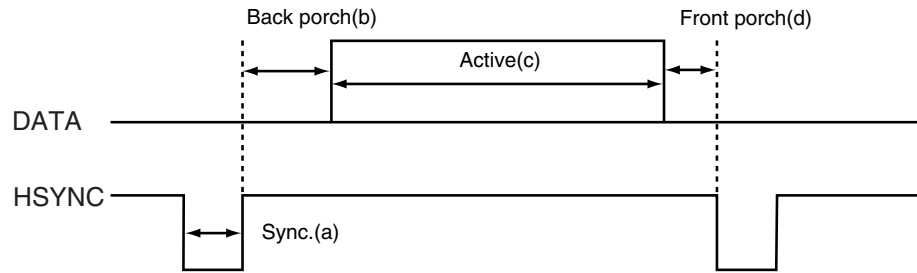 Back porch(b)
Front porch(d)
Active(c)
DATA
HSYNC
Sync.(a)